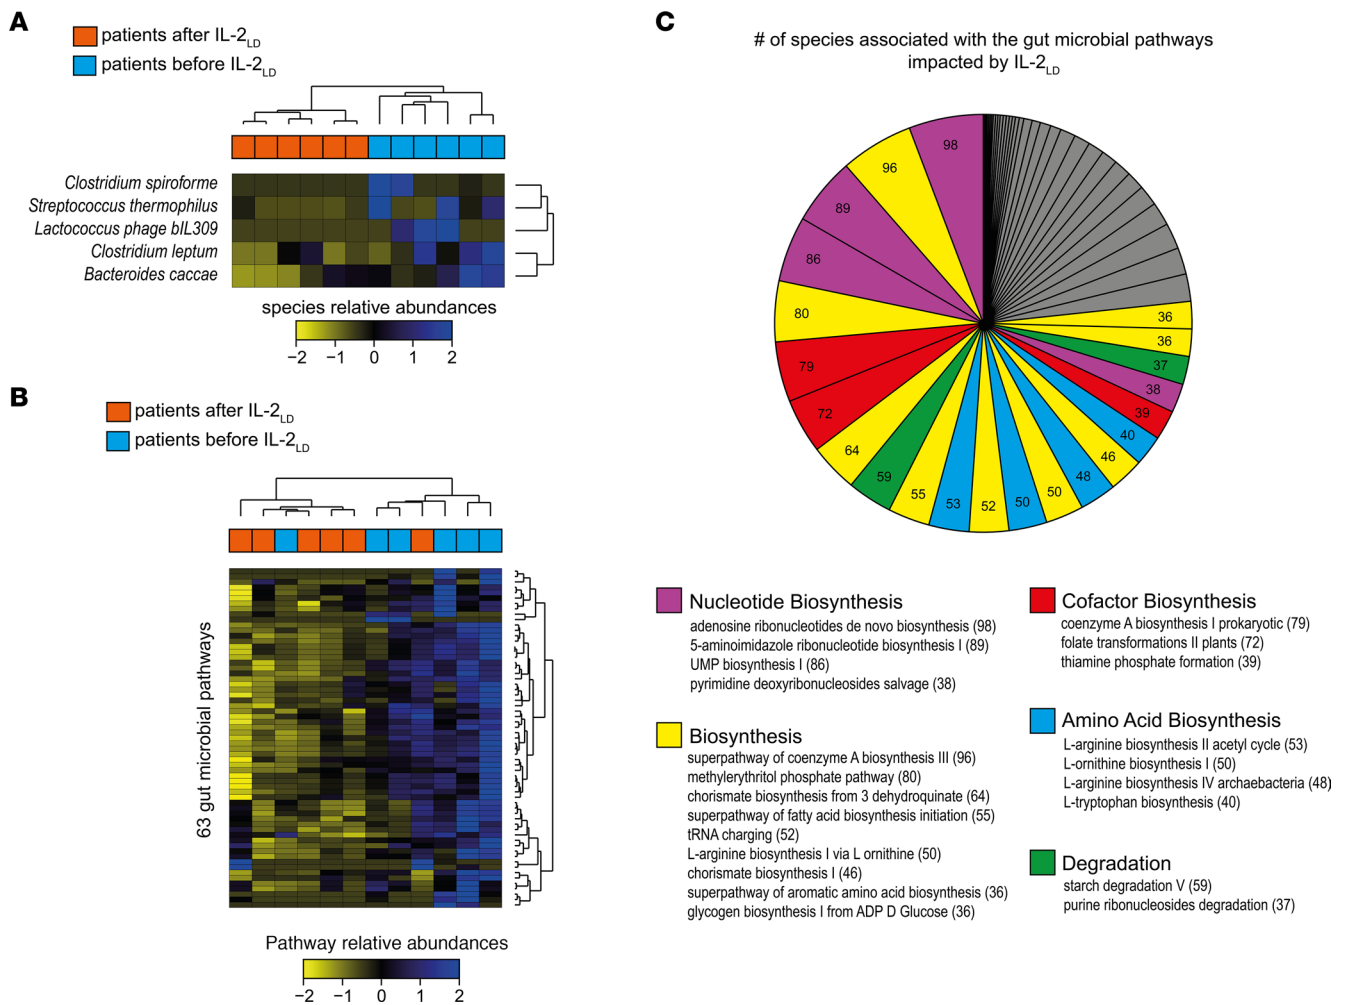 A
patients after IL-2LD
patients before IL-2LD
Clostridium spiroforme
Streptococcus thermophilus
Lactococcus phage bIL309
Clostridium leptum
Bacteroides caccae
species relative abundances
−2 −1 0 1 2
B
patients after IL-2LD
patients before IL-2LD
63 gut microbial pathways
Pathway relative abundances
−2 −1 0 1 2
C
# of species associated with the gut microbial pathways
impacted by IL-2LD
98
96
89
86
80
79
72
64
59
55
53
52
50
50
48
46
40
39
38
37
36
36
Nucleotide Biosynthesis
adenosine ribonucleotides de novo biosynthesis (98)
5-aminoimidazole ribonucleotide biosynthesis I (89)
UMP biosynthesis I (86)
pyrimidine deoxyribonucleosides salvage (38)
Biosynthesis
superpathway of coenzyme A biosynthesis III (96)
methylerythritol phosphate pathway (80)
chorismate biosynthesis from 3 dehydroquinate (64)
superpathway of fatty acid biosynthesis initiation (55)
tRNA charging (52)
L-arginine biosynthesis I via L ornithine (50)
chorismate biosynthesis I (46)
superpathway of aromatic amino acid biosynthesis (36)
glycogen biosynthesis I from ADP D Glucose (36)
Cofactor Biosynthesis
coenzyme A biosynthesis I prokaryotic (79)
folate transformations II plants (72)
thiamine phosphate formation (39)
Amino Acid Biosynthesis
L-arginine biosynthesis II acetyl cycle (53)
L-ornithine biosynthesis I (50)
L-arginine biosynthesis IV archaebacteria (48)
L-tryptophan biosynthesis (40)
Degradation
starch degradation V (59)
purine ribonucleosides degradation (37)